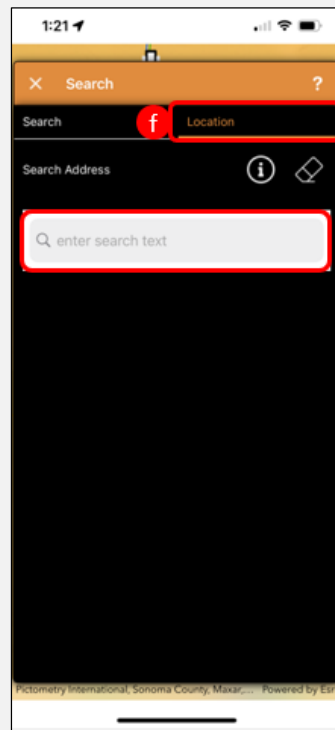 1:21
Search
?
Search
f
Location
Search Address
i
enter search text
Pictometry International, Sonoma County, Maxar,... Powered by Esri